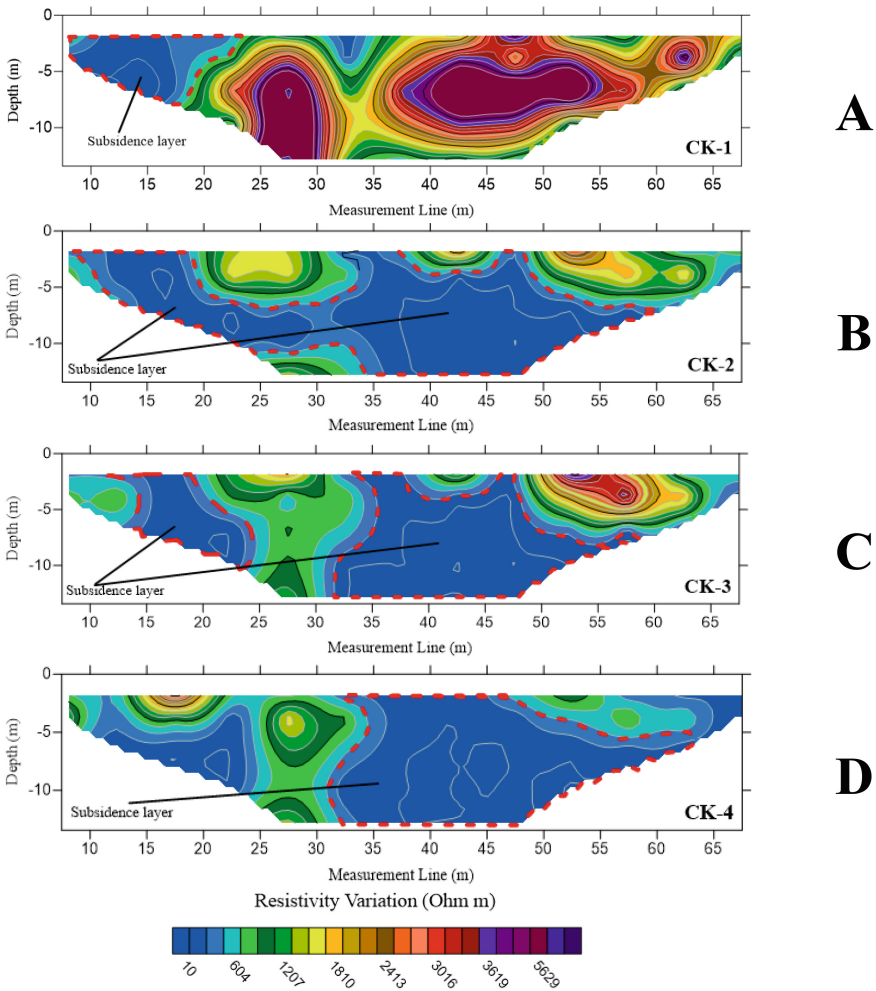 0
-5
-10
Depth (m)
Subsidence layer
CK-1
A
10 15 20 25 30 35 40 45 50 55 60 65
Measurement Line (m)
0
-5
-10
Depth (m)
Subsidence layer
CK-2
B
10 15 20 25 30 35 40 45 50 55 60 65
Measurement Line (m)
0
-5
-10
Depth (m)
Subsidence layer
CK-3
C
10 15 20 25 30 35 40 45 50 55 60 65
Measurement Line (m)
0
-5
-10
Depth (m)
Subsidence layer
CK-4
D
10 15 20 25 30 35 40 45 50 55 60 65
Measurement Line (m)
Resistivity Variation (Ohm m)
10 604 1207 1810 2413 3016 3619 5629